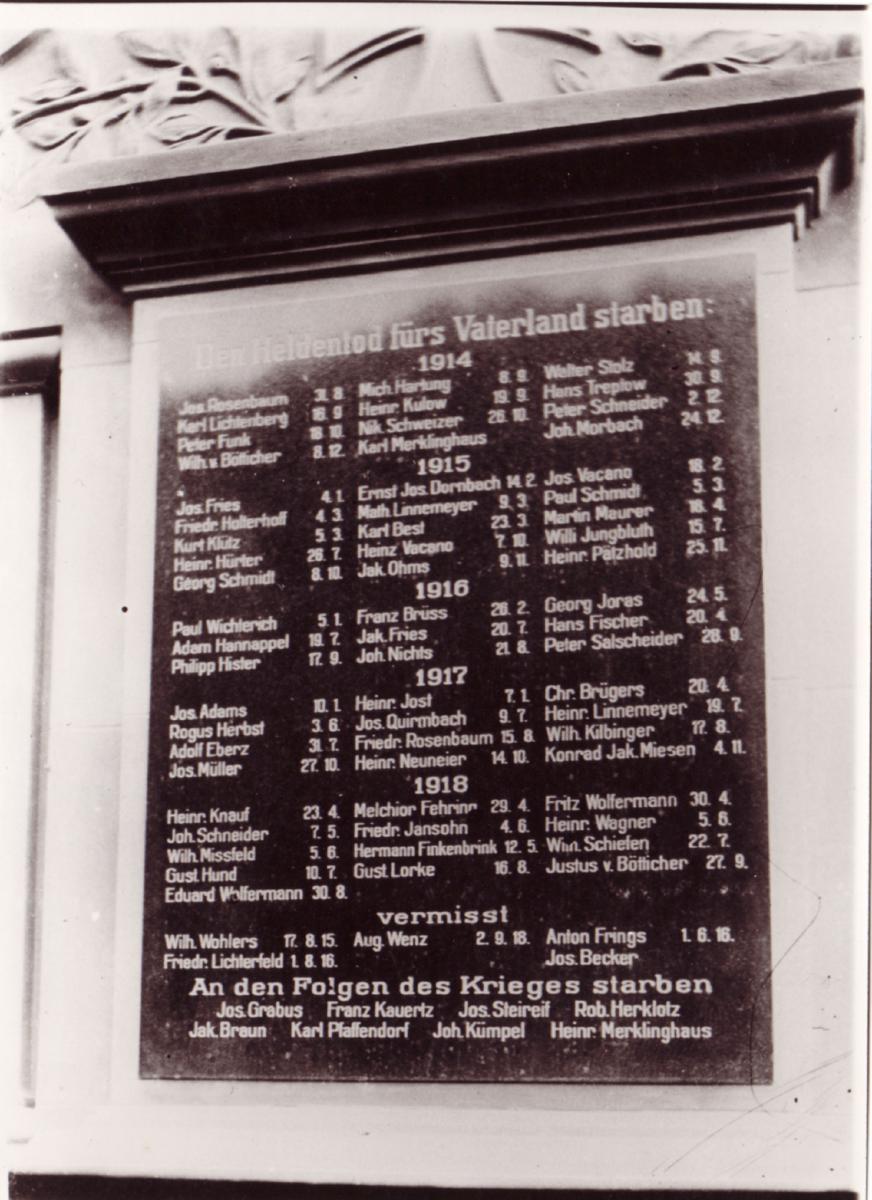 Den Heldentod fürs Vaterland starben:
1914
Jos. Rosenbaum 31. 8. Mich. Hartung 8. 9. Walter Stolz 14. 9.
Karl Lichtenberg 18. 9. Heinr. Kulow 19. 9. Hans Treptow 30. 9.
Peter Funk 18. 10. Nik. Schweizer 26. 10. Peter Schneider 2. 12.
Wilh. v. Bötticher 8. 12. Karl Merklinghaus Joh. Morbach 24. 12.
1915
Jos. Fries 4. 1. Ernst Jos. Dornbach 14. 2. Jos. Vacano 18. 2.
Friedr. Holterhoff 4. 3. Math. Linnemeyer 9. 3. Paul Schmidt 5. 3.
Kurt Klütz 5. 3. Karl Best 23. 3. Martin Maurer 18. 4.
Heinr. Hürter 26. 7. Heinz Vacano 7. 10. Willi Jungbluth 15. 7.
Georg Schmidt 8. 10. Jak. Ohms 9. 11. Heinr. Pätzhold 25. 11.
1916
Paul Wichterich 5. 1. Franz Brüss 26. 2. Georg Joras 24. 5.
Adam Hannappel 19. 7. Jak. Fries 20. 7. Hans Fischer 20. 4.
Philipp Hister 17. 9. Joh. Nichts 21. 8. Peter Salscheider 28. 9.
1917
Jos. Adams 10. 1. Heinr. Jost 7. 1. Chr. Brügers 20. 4.
Rogus Herbst 3. 6. Jos. Quirmbach 9. 7. Heinr. Linnemeyer 19. 7.
Adolf Eberz 31. 7. Friedr. Rosenbaum 15. 8. Wilh. Kilbinger 17. 8.
Jos. Müller 27. 10. Heinr. Neuneier 14. 10. Konrad Jak. Miesen 4. 11.
1918
Heinr. Knauf 23. 4. Melchior Fehrinr 29. 4. Fritz Wolfermann 30. 4.
Joh. Schneider 7. 5. Friedr. Jansohn 4. 6. Heinr. Wagner 5. 6.
Wilh. Missfeld 5. 6. Hermann Finkenbrink 12. 5. Wilh. Schiefen 22. 7.
Gust. Hund 10. 7. Gust. Lorke 16. 8. Justus v. Bötticher 27. 9.
Eduard Wolfermann 30. 8.
vermisst
Wilh. Wohlers 17. 8. 15. Aug. Wenz 2. 9. 18. Anton Frings 1. 6. 16.
Friedr. Lichterfeld 1. 8. 16. Jos. Becker
An den Folgen des Krieges starben
Jos. Grabus Franz Kauertz Jos. Steireif Rob. Herklotz
Jak. Braun Karl Pfaffendorf Joh. Kümpel Heinr. Merklinghaus